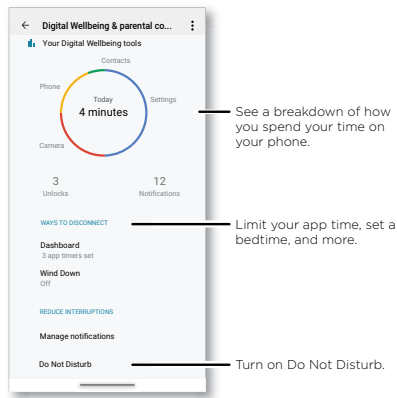 Digital Wellbeing & parental co...
Your Digital Wellbeing tools
Contacts
Phone
Settings
Today
4 minutes
Camera
See a breakdown of how
you spend your time on
your phone.
3
Unlocks
12
Notifications
WAYS TO DISCONNECT
Limit your app time, set a
bedtime, and more.
Dashboard
3 app timers set
Wind Down
Off
REDUCE INTERRUPTIONS
Manage notifications
Do Not Disturb
Turn on Do Not Disturb.